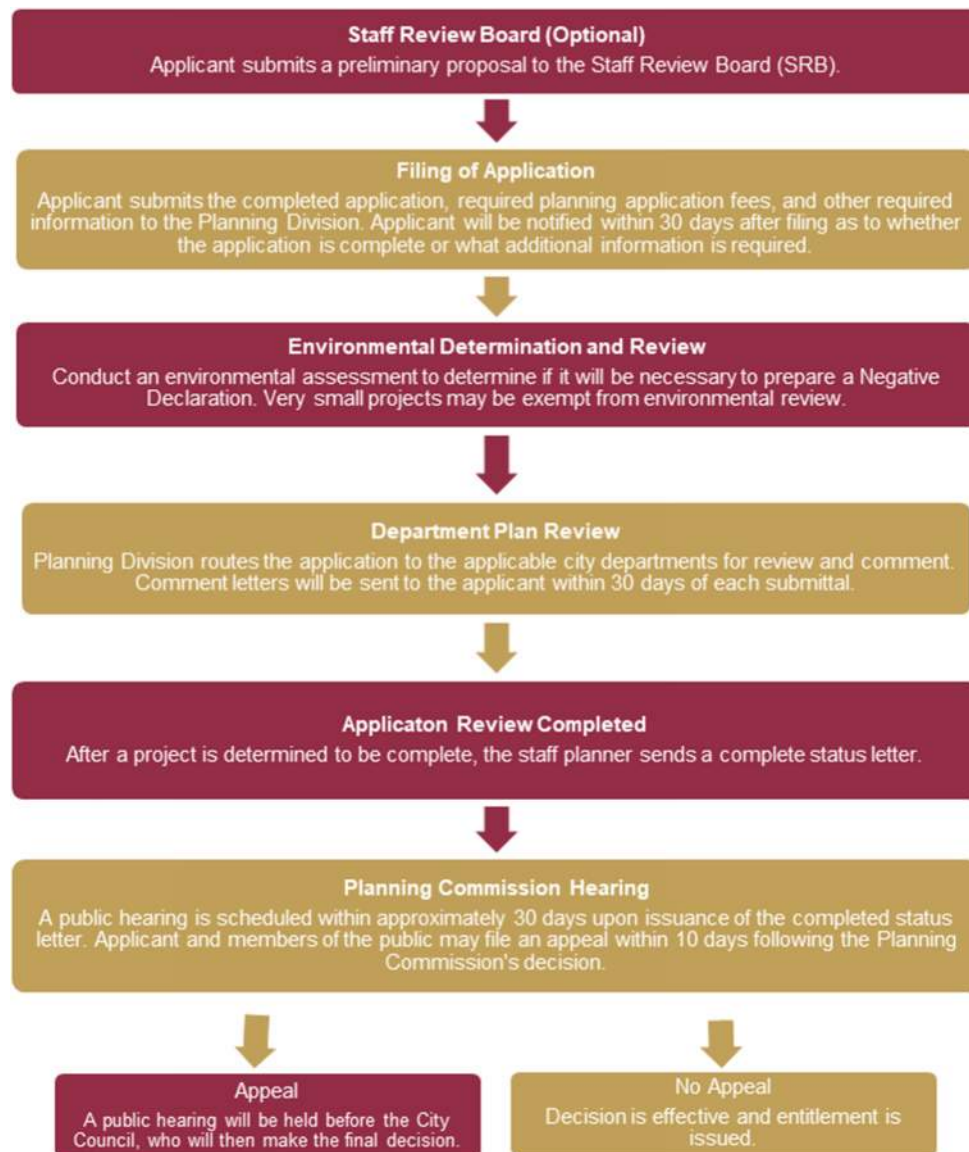 Staff Review Board (Optional)
Applicant submits a preliminary proposal to the Staff Review Board (SRB).
Filing of Application
Applicant submits the completed application, required planning application fees, and other required
information to the Planning Division. Applicant will be notified within 30 days after filing as to whether
the application is complete or what additional information is required.
Environmental Determination and Review
Conduct an environmental assessment to determine if it will be necessary to prepare a Negative
Declaration. Very small projects may be exempt from environmental review.
Department Plan Review
Planning Division routes the application to the applicable city departments for review and comment.
Comment letters will be sent to the applicant within 30 days of each submittal.
Applicaton Review Completed
After a project is determined to be complete, the staff planner sends a complete status letter.
Planning Commission Hearing
A public hearing is scheduled within approximately 30 days upon issuance of the completed status
letter. Applicant and members of the public may file an appeal within 10 days following the Planning
Commission's decision.
Appeal
A public hearing will be held before the City
Council, who will then make the final decision.
No Appeal
Decision is effective and entitlement is
issued.